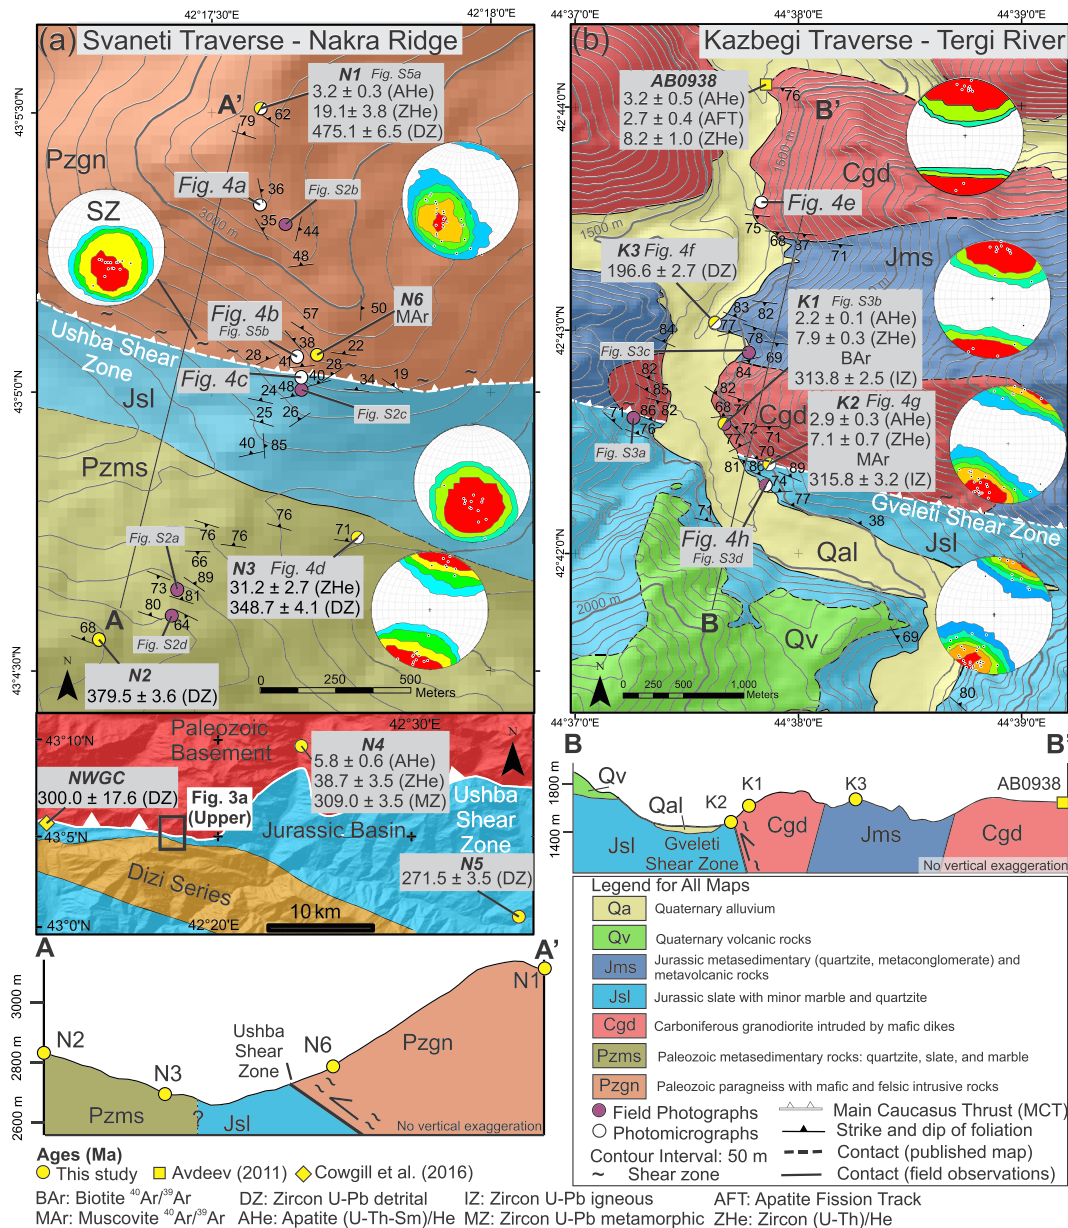 42°17'30"E
42°18'0"E
(a) Svaneti Traverse - Nakra Ridge
43°5'30"N
43°5'0"N
43°4'30"N
N1 Fig. S5a
3.2 ± 0.3 (AHe)
19.1± 3.8 (ZHe)
475.1 ± 6.5 (DZ)
A'
79
62
Pzgn
Fig. 4a
36
Fig. S2b
35
44
3000 m
48
SZ
50
N6
MAr
57
Fig. 4b
Fig. S5b
38
22
28
41
28
Ushba Shear
Zone
Fig. 4c
40
34
19
24
48
Fig. S2c
Jsl
25
26
40
85
Pzms
76
76
76
71
Fig. S2a
66
89
73
81
N3 Fig. 4d
31.2 ± 2.7 (ZHe)
348.7 ± 4.1 (DZ)
80
64
A
68
Fig. S2d
N2
379.5 ± 3.6 (DZ)
N
0 250 500
Meters
44°37'0"E
44°38'0"E
44°39'0"E
(b) Kazbegi Traverse - Tergi River
42°44'0"N
42°43'0"N
42°42'0"N
AB0938
3.2 ± 0.5 (AHe)
2.7 ± 0.4 (AFT)
8.2 ± 1.0 (ZHe)
76
B'
1500 m
Cgd
Fig. 4e
1500 m
75
68
37
71
K3 Fig. 4f
196.6 ± 2.7 (DZ)
Jms
83
82
77
84
78
69
K1 Fig. S3b
2.2 ± 0.1 (AHe)
7.9 ± 0.3 (ZHe)
BAr
313.8 ± 2.5 (IZ)
Fig. S3c
84
82
85
82
86
82
71
76
68
77
Cgd
72
71
77
70
K2 Fig. 4g
2.9 ± 0.3 (AHe)
7.1 ± 0.7 (ZHe)
MAr
315.8 ± 3.2 (IZ)
Fig. S3a
81
86
89
74
77
Gveleti Shear Zone
71
38
Fig. 4h
Fig. S3d
Qal
Jsl
2000 m
B
Qv
69
80
N
0 500 1,000
Meters
42°30'E
43°10'N
Paleozoic
Basement
N4
5.8 ± 0.6 (AHe)
38.7 ± 3.5 (ZHe)
309.0 ± 3.5 (MZ)
N
NWGC
300.0 ± 17.6 (DZ)
Fig. 3a
(Upper)
Ushba
Shear
Zone
43°5'N
Jurassic Basin
N5
271.5 ± 3.5 (DZ)
Dizi Series
43°0'N
42°20'E
10 km
B
B'
1800 m
1400 m
Qv
Qal
K2
K1
K3
AB0938
Jsl
Gveleti
Shear Zone
Cgd
Jms
Cgd
No vertical exaggeration
Legend for All Maps
Qa Quaternary alluvium
Qv Quaternary volcanic rocks
Jms Jurassic metasedimentary (quartzite, metaconglomerate) and
metavolcanic rocks
Jsl Jurassic slate with minor marble and quartzite
Cgd Carboniferous granodiorite intruded by mafic dikes
Pzms Paleozoic metasedimentary rocks: quartzite, slate, and marble
Pzgn Paleozoic paragneiss with mafic and felsic intrusive rocks
Field Photographs
Main Caucasus Thrust (MCT)
Photomicrographs
Strike and dip of foliation
Contour Interval: 50 m
Contact (published map)
~ Shear zone
Contact (field observations)
A
A'
3000 m
2800 m
2600 m
N2
N3
Ushba
Shear
Zone
N6
Pzgn
N1
Pzms
?
Jsl
No vertical exaggeration
Ages (Ma)
This study
Avdeev (2011)
Cowgill et al. (2016)
BAr: Biotite 40Ar/39Ar DZ: Zircon U-Pb detrital IZ: Zircon U-Pb igneous AFT: Apatite Fission Track
MAr: Muscovite 40Ar/39Ar AHe: Apatite (U-Th-Sm)/He MZ: Zircon U-Pb metamorphic ZHe: Zircon (U-Th)/He